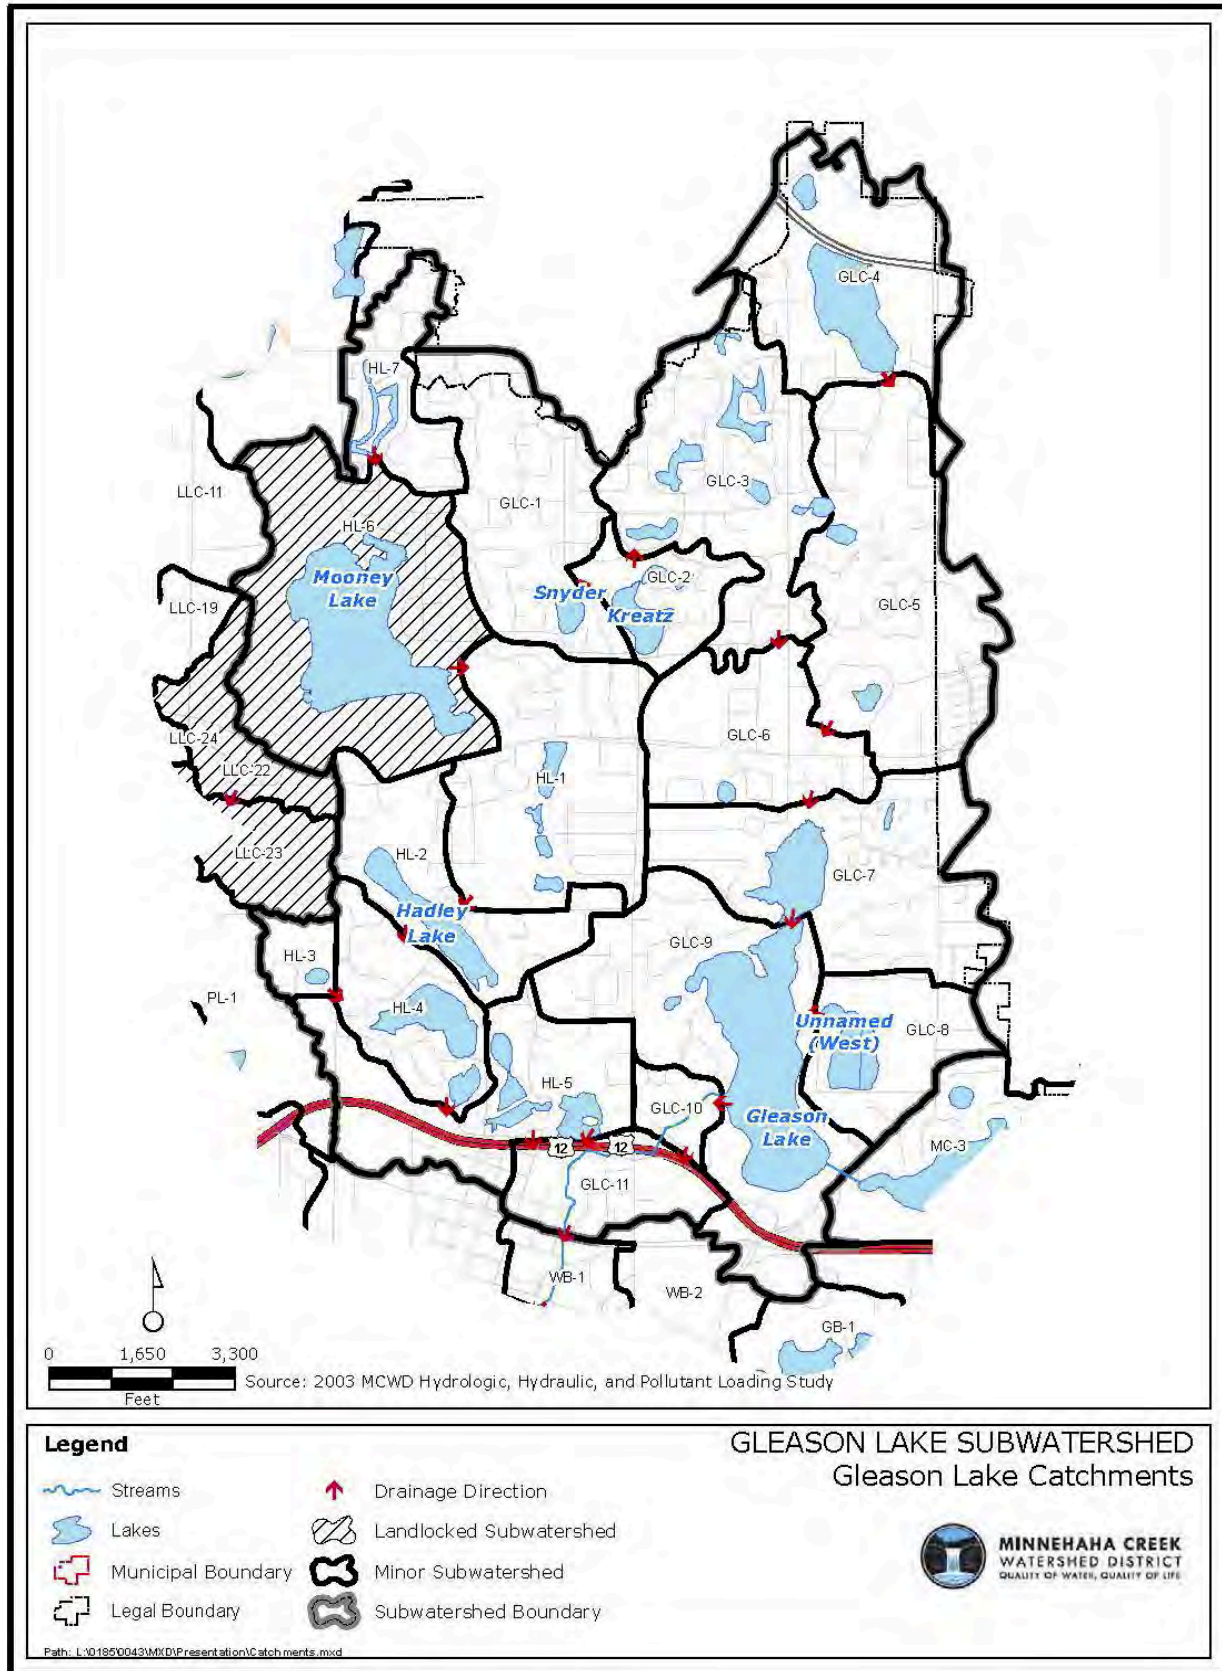 GLC-4
HL-7
GLC-3
LLC-11
GLC-1
HL-6
Mooney
Lake
GLC-2
Snyder
Kreatz
LLC-19
GLC-5
LLC-24
GLC-6
LLC-22
HL-1
LLC-23
HL-2
GLC-7
Hadley
Lake
GLC-9
HL-3
PL-1
HL-4
Unnamed
(West)
GLC-8
HL-5
GLC-10
Gleason
Lake
MC-3
12
12
GLC-11
WB-1
WB-2
GB-1
0 1,650 3,300
Feet
Source: 2003 MCWD Hydrologic, Hydraulic, and Pollutant Loading Study
Legend
Streams
Lakes
Municipal Boundary
Legal Boundary
Drainage Direction
Landlocked Subwatershed
Minor Subwatershed
Subwatershed Boundary
GLEASON LAKE SUBWATERSHED
Gleason Lake Catchments
MINNEHAHA CREEK
WATERSHED DISTRICT
QUALITY OF WATER, QUALITY OF LIFE
Path: L:\0185\0043\MXD\Presentation\Catchments.mxd